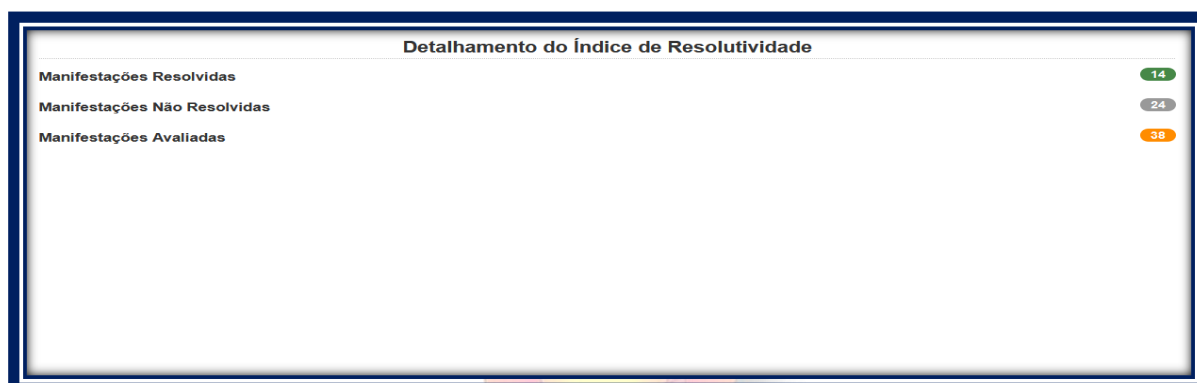 Detalhamento do Índice de Resolutividade
Manifestações Resolvidas 14
Manifestações Não Resolvidas 24
Manifestações Avaliadas 38